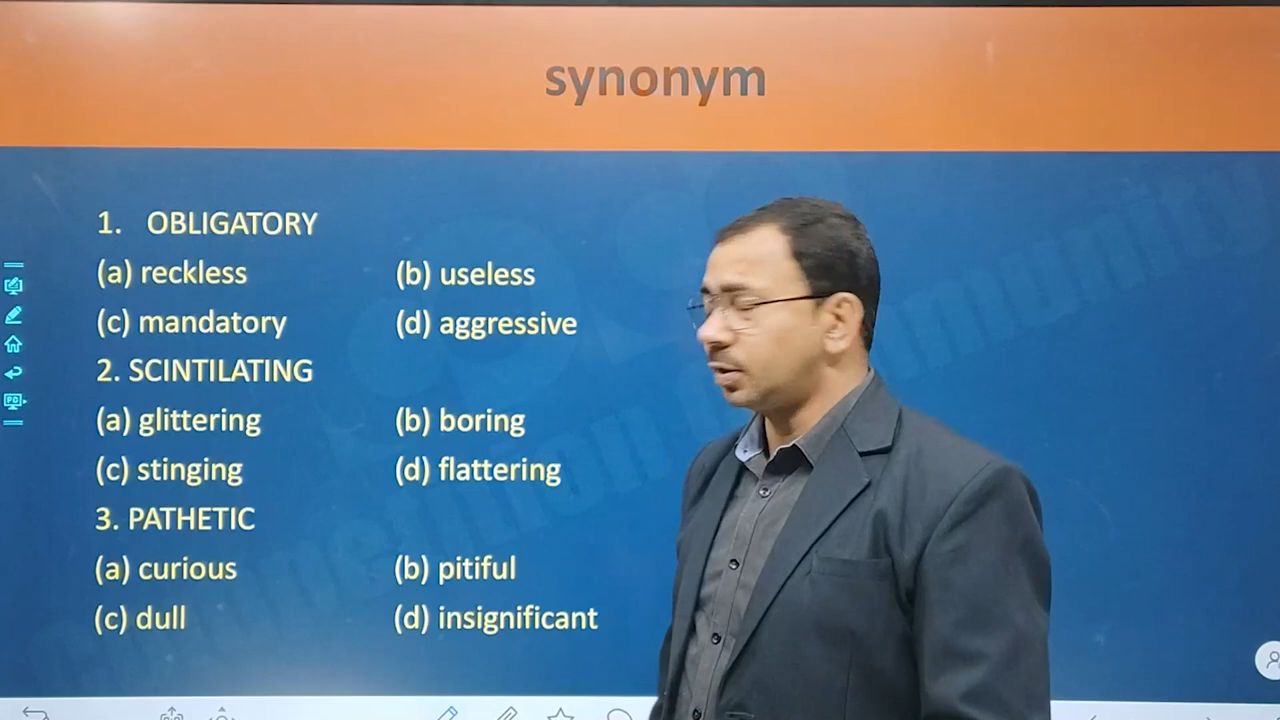 synonym
1. OBLIGATORY
(a) reckless (b) useless
(c) mandatory (d) aggressive
2. SCINTILATING
(a) glittering (b) boring
(c) stinging (d) flattering
3. PATHETIC
(a) curious (b) pitiful
(c) dull (d) insignificant